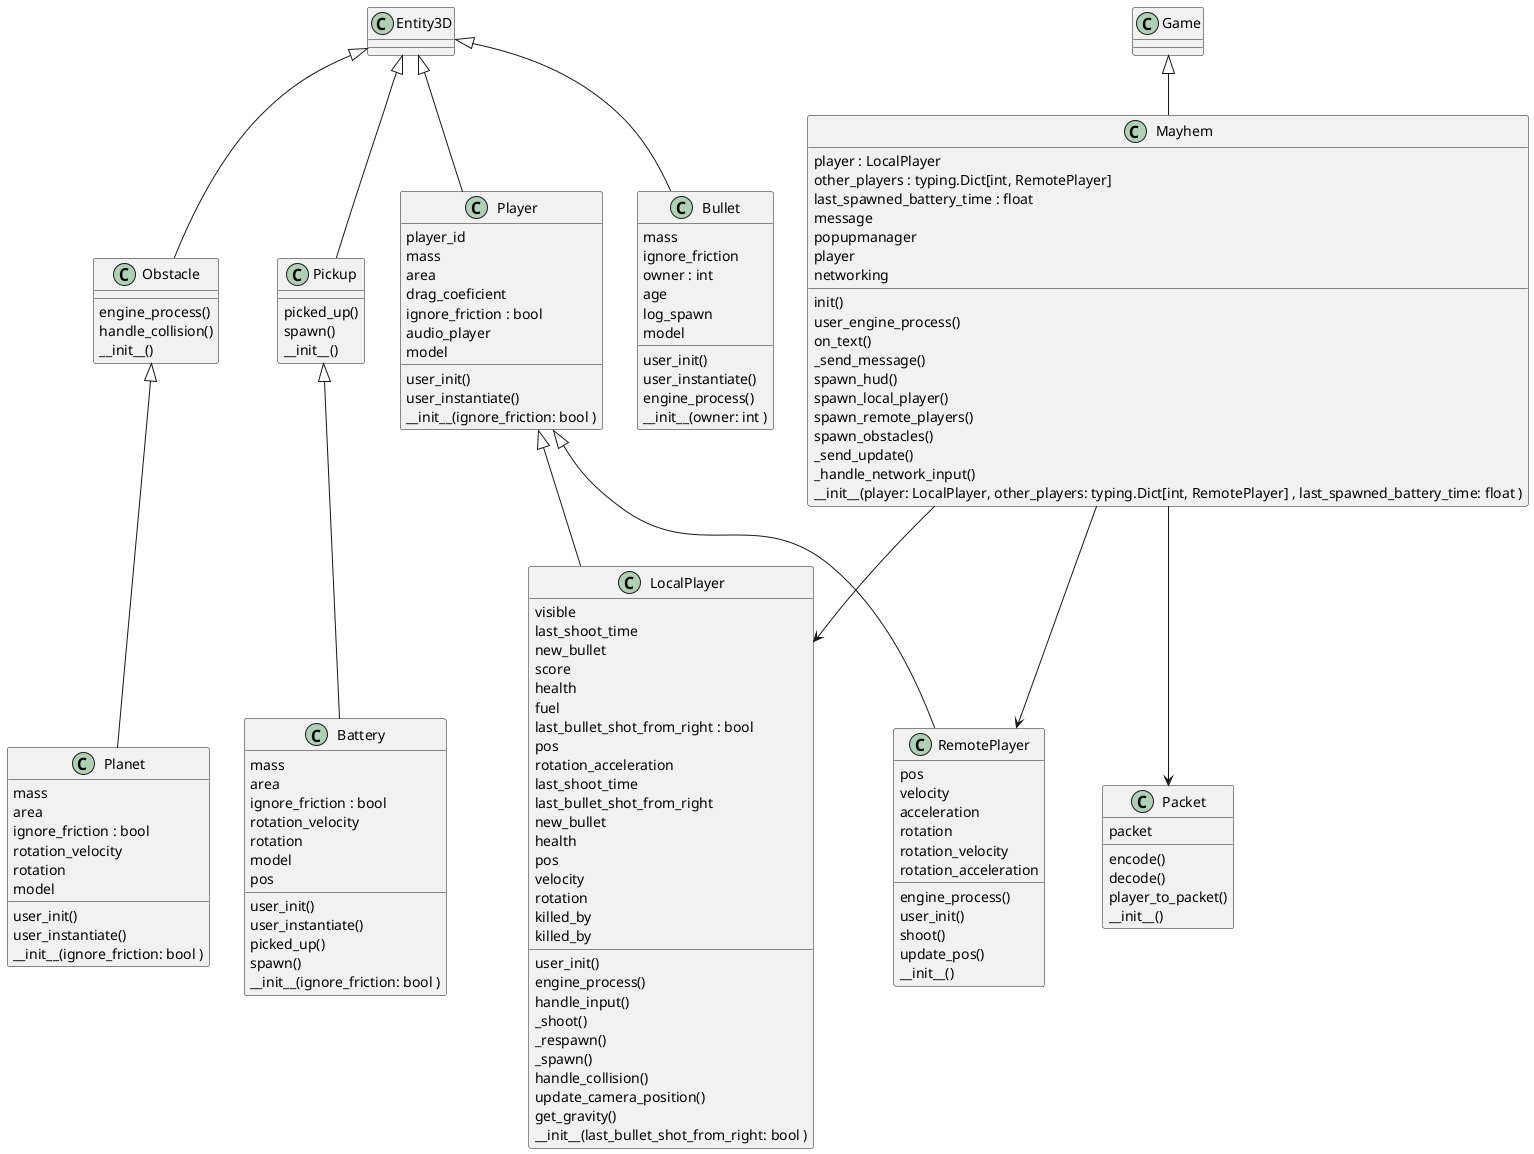 C Entity3D
C Game
C Mayhem
player : LocalPlayer
other_players : typing.Dict[int, RemotePlayer]
last_spawned_battery_time : float
message
popupmanager
player
networking
init()
user_engine_process()
on_text()
_send_message()
spawn_hud()
spawn_local_player()
spawn_remote_players()
spawn_obstacles()
_send_update()
_handle_network_input()
__init__(player: LocalPlayer, other_players: typing.Dict[int, RemotePlayer] , last_spawned_battery_time: float )
C Obstacle
engine_process()
handle_collision()
__init__()
C Pickup
picked_up()
spawn()
__init__()
C Player
player_id
mass
area
drag_coeficient
ignore_friction : bool
audio_player
model
user_init()
user_instantiate()
__init__(ignore_friction: bool )
C Bullet
mass
ignore_friction
owner : int
age
log_spawn
model
user_init()
user_instantiate()
engine_process()
__init__(owner: int )
C Planet
mass
area
ignore_friction : bool
rotation_velocity
rotation
model
user_init()
user_instantiate()
__init__(ignore_friction: bool )
C Battery
mass
area
ignore_friction : bool
rotation_velocity
rotation
model
pos
user_init()
user_instantiate()
picked_up()
spawn()
__init__(ignore_friction: bool )
C LocalPlayer
visible
last_shoot_time
new_bullet
score
health
fuel
last_bullet_shot_from_right : bool
pos
rotation_acceleration
last_shoot_time
last_bullet_shot_from_right
new_bullet
health
pos
velocity
rotation
killed_by
killed_by
user_init()
engine_process()
handle_input()
_shoot()
_respawn()
_spawn()
handle_collision()
update_camera_position()
get_gravity()
__init__(last_bullet_shot_from_right: bool )
C RemotePlayer
pos
velocity
acceleration
rotation
rotation_velocity
rotation_acceleration
engine_process()
user_init()
shoot()
update_pos()
__init__()
C Packet
packet
encode()
decode()
player_to_packet()
__init__()